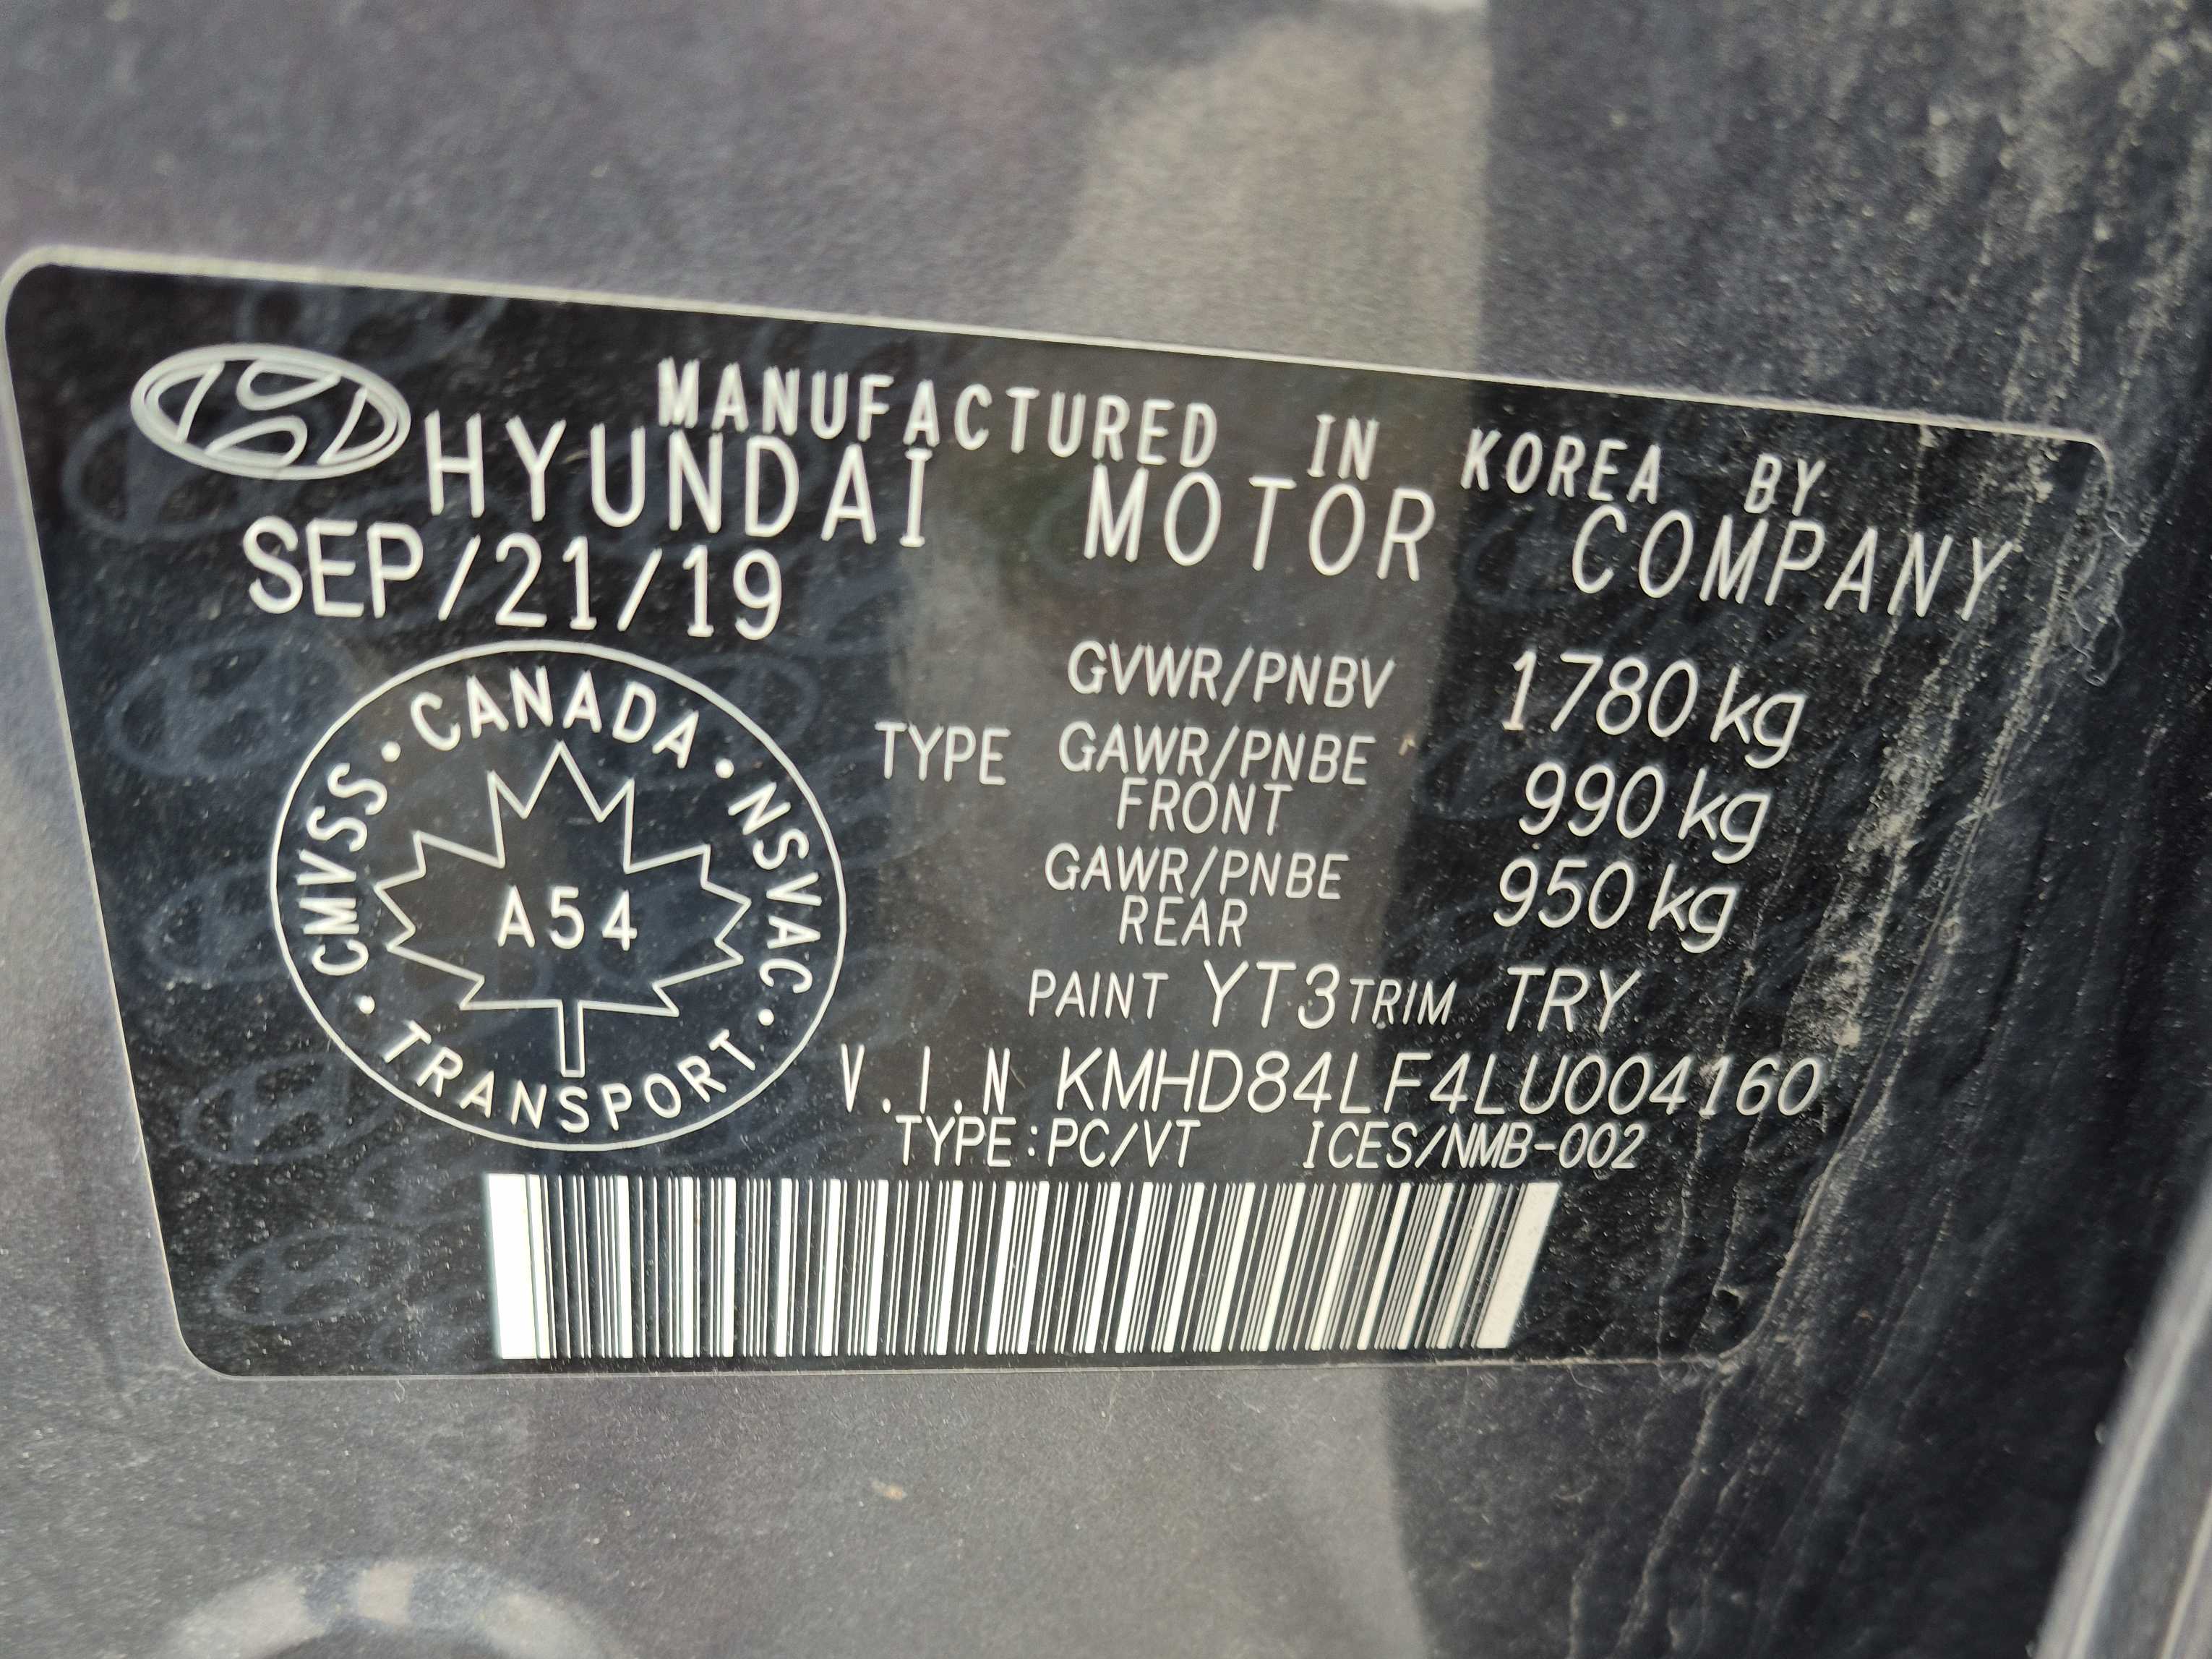 MANUFACTURED IN KOREA BY
HYUNDAI MOTOR COMPANY
SEP/21/19
CMVSS • CANADA • NSVAC • TRANSPORT •
A54
GVWR/PNBV 1780 kg
TYPE GAWR/PNBE FRONT 990 kg
GAWR/PNBE REAR 950 kg
PAINT YT3 TRIM TRY
V.I.N KMHD84LF4LU004160
TYPE:PC/VT ICES/NMB-002